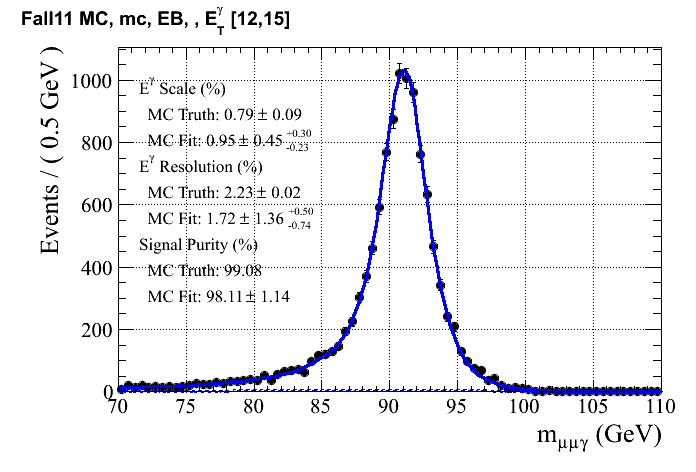 Fall11 MC, mc, EB, , E_T^γ [12,15]
Events / ( 0.5 GeV )
1000
800
600
400
200
0
E^γ Scale (%)
MC Truth: 0.79 ± 0.09
MC Fit: 0.95 ± 0.45 +0.30 -0.23
E^γ Resolution (%)
MC Truth: 2.23 ± 0.02
MC Fit: 1.72 ± 1.36 +0.50 -0.74
Signal Purity (%)
MC Truth: 99.08
MC Fit: 98.11 ± 1.14
70 75 80 85 90 95 100 105 110
m_μμγ (GeV)